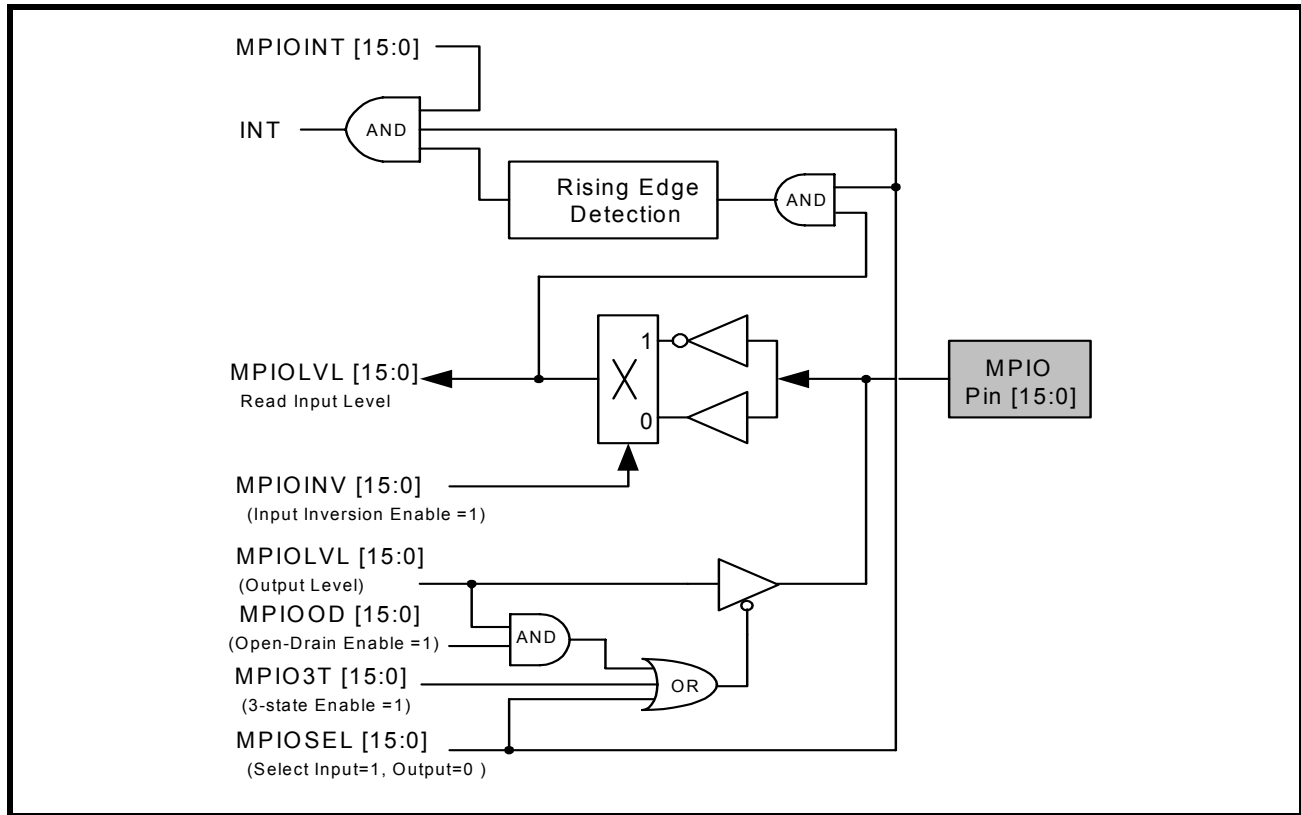 MPIOINT [15:0]
INT
AND
Rising Edge
Detection
AND
1
MPIOLVL [15:0]
Read Input Level
X
MPIO
Pin [15:0]
0
MPIOINV [15:0]
(Input Inversion Enable =1)
MPIOLVL [15:0]
(Output Level)
MPIOOD [15:0]
(Open-Drain Enable =1)
AND
MPIO3T [15:0]
(3-state Enable =1)
OR
MPIOSEL [15:0]
(Select Input=1, Output=0 )